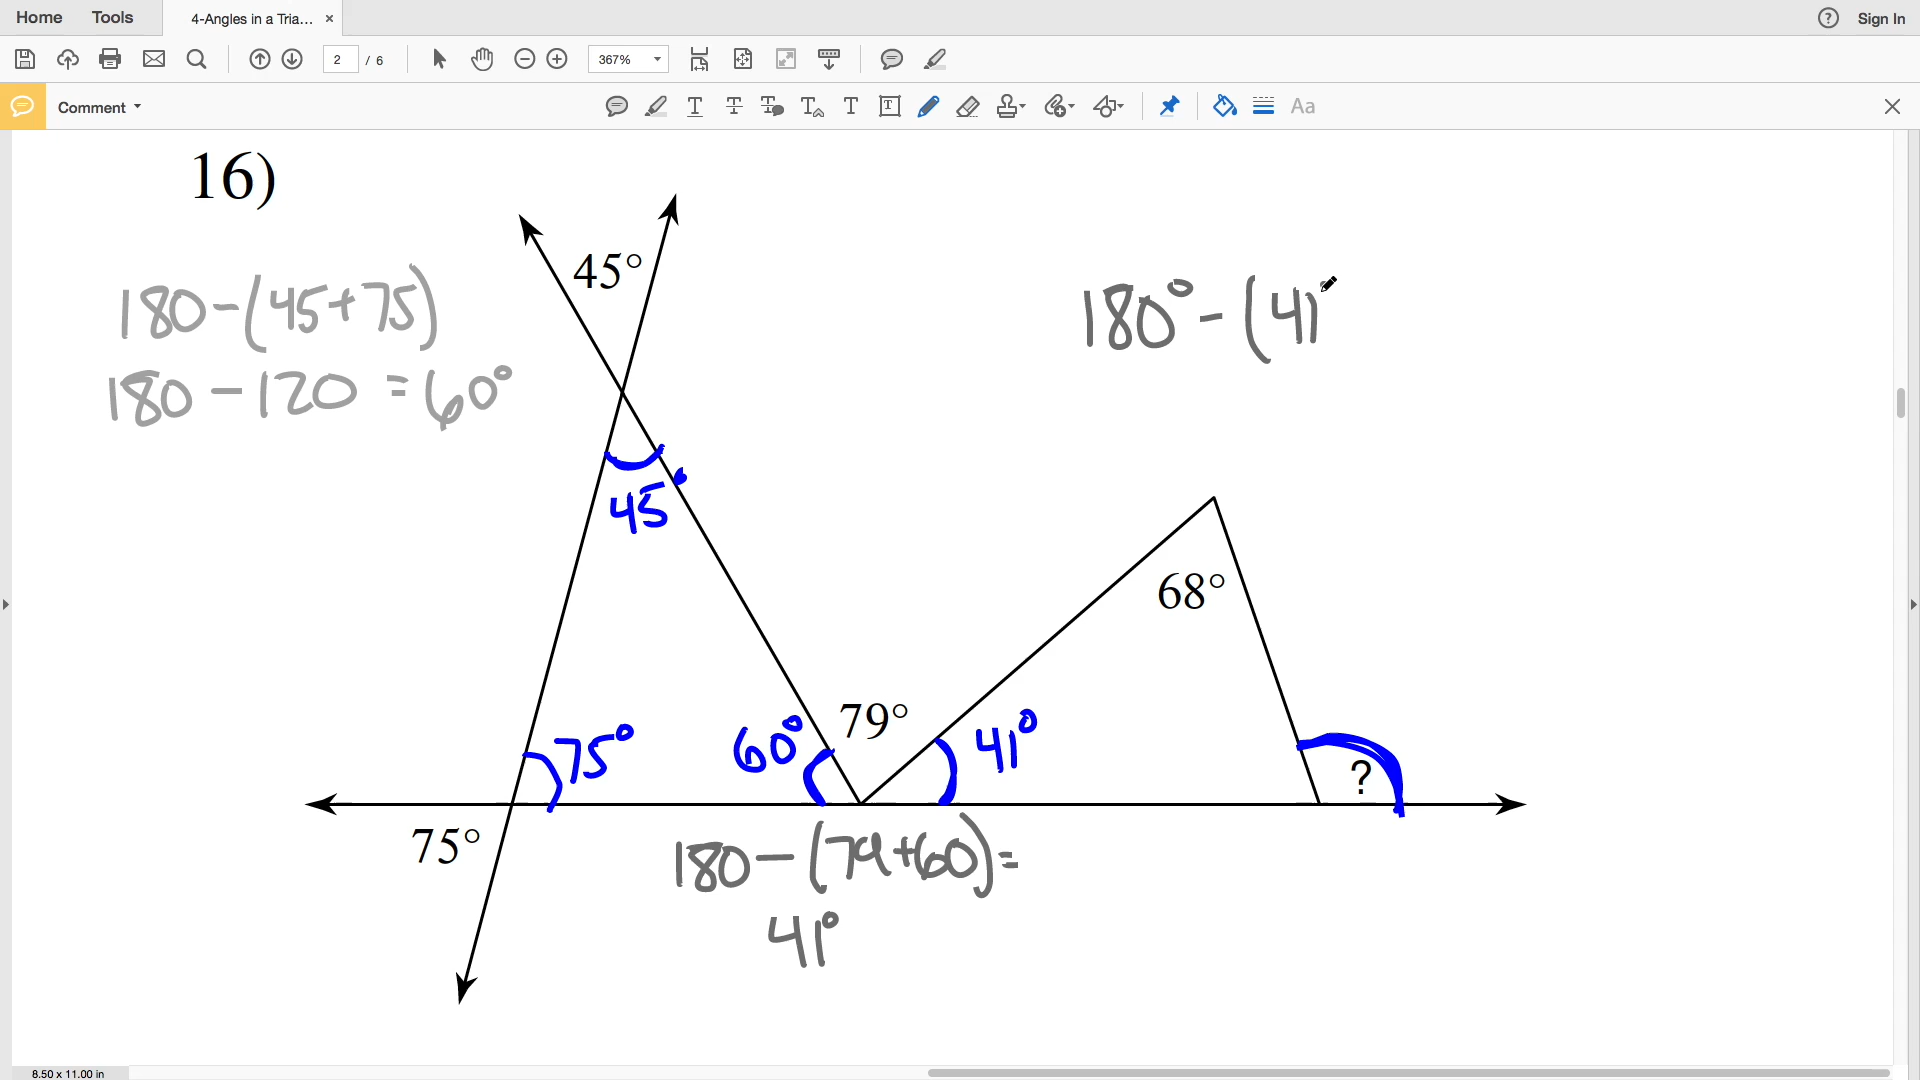 Home Tools 4-Angles in a Tria... × ? Sign In
2 / 6 367%
Comment T T T T T T Aa
16)
45°
180-(45+75)
180-120=60°
180°-(41
45°
68°
79°
75° 60° 41°
?
75°
180-(79+60)=
41°
8.50 x 11.00 in